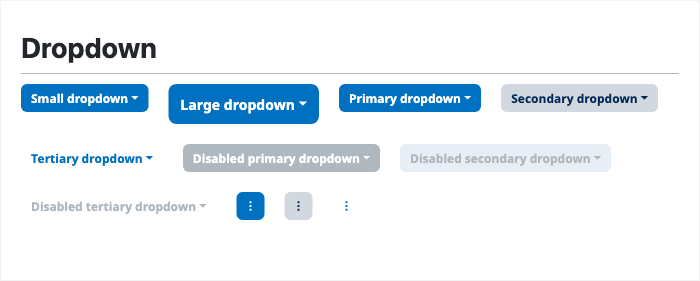 Dropdown
Small dropdown
Large dropdown
Primary dropdown
Secondary dropdown
Tertiary dropdown
Disabled primary dropdown
Disabled secondary dropdown
Disabled tertiary dropdown